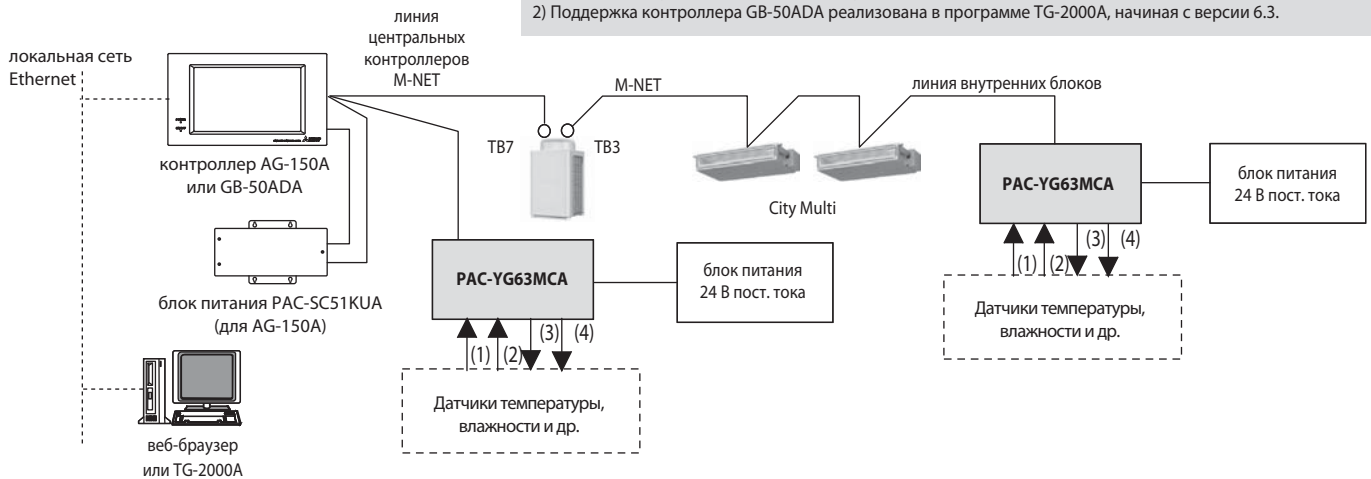 2) Поддержка контроллера GB-50ADA реализована в программе TG-2000A, начиная с версии 6.3.
локальная сеть
Ethernet
линия
центральных
контроллеров
M-NET
M-NET
линия внутренних блоков
TB7
TB3
контроллер AG-150A
или GB-50ADA
City Multi
PAC-YG63MCA
блок питания
24 В пост. тока
(1)
(2)
(3)
(4)
Датчики температуры,
влажности и др.
PAC-YG63MCA
блок питания
24 В пост. тока
(1)
(2)
(3)
(4)
Датчики температуры,
влажности и др.
блок питания PAC-SC51KUA
(для AG-150A)
веб-браузер
или TG-2000A